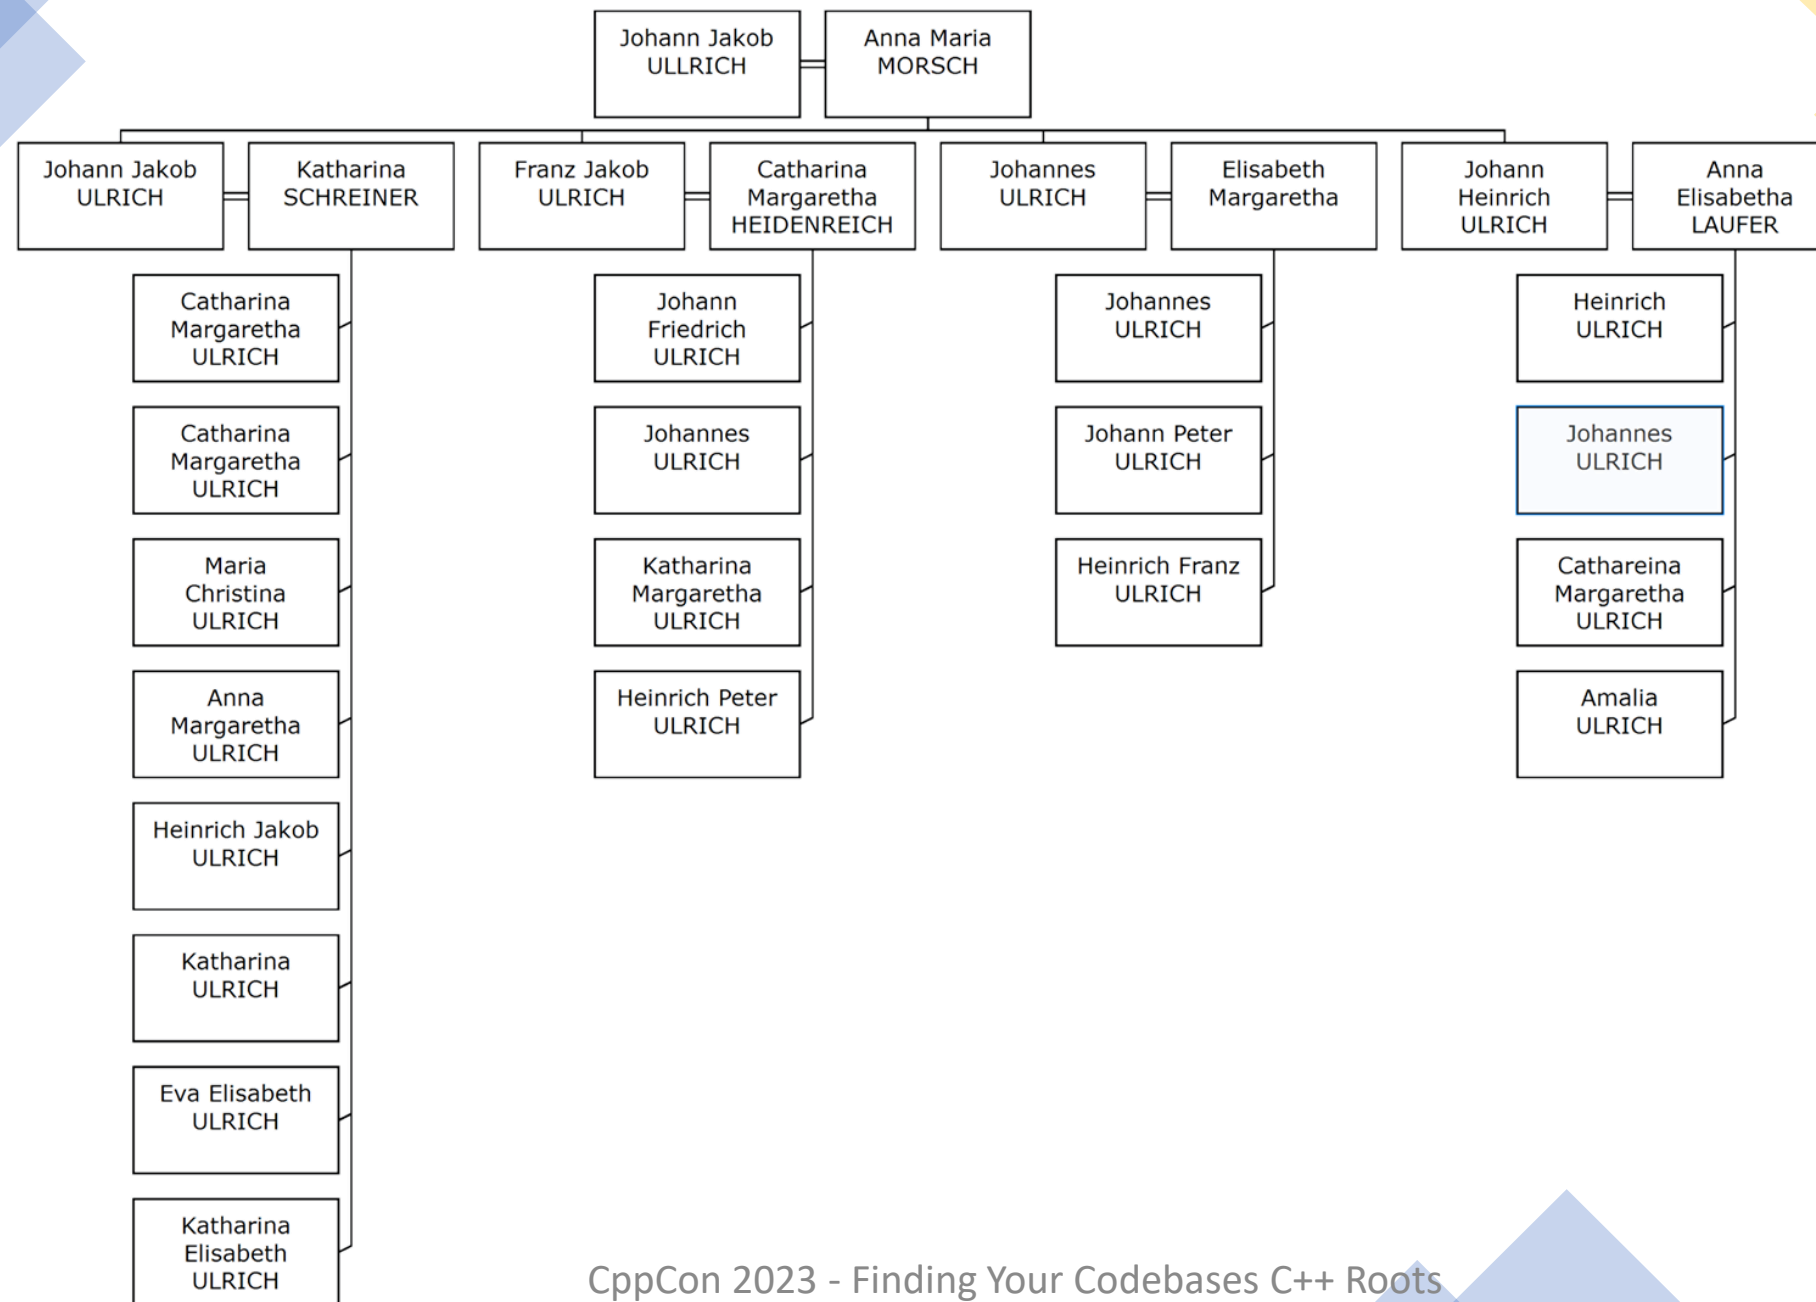 Johann Jakob
ULLRICH
Anna Maria
MORSCH
Johann Jakob
ULRICH
Katharina
SCHREINER
Franz Jakob
ULRICH
Catharina
Margaretha
HEIDENREICH
Johannes
ULRICH
Elisabeth
Margaretha
Johann
Heinrich
ULRICH
Anna
Elisabetha
LAUFER
Catharina
Margaretha
ULRICH
Catharina
Margaretha
ULRICH
Maria
Christina
ULRICH
Anna
Margaretha
ULRICH
Heinrich Jakob
ULRICH
Katharina
ULRICH
Eva Elisabeth
ULRICH
Katharina
Elisabeth
ULRICH
Johann
Friedrich
ULRICH
Johannes
ULRICH
Katharina
Margaretha
ULRICH
Heinrich Peter
ULRICH
Johannes
ULRICH
Johann Peter
ULRICH
Heinrich Franz
ULRICH
Heinrich
ULRICH
Johannes
ULRICH
Cathareina
Margaretha
ULRICH
Amalia
ULRICH
CppCon 2023 - Finding Your Codebases C++ Roots